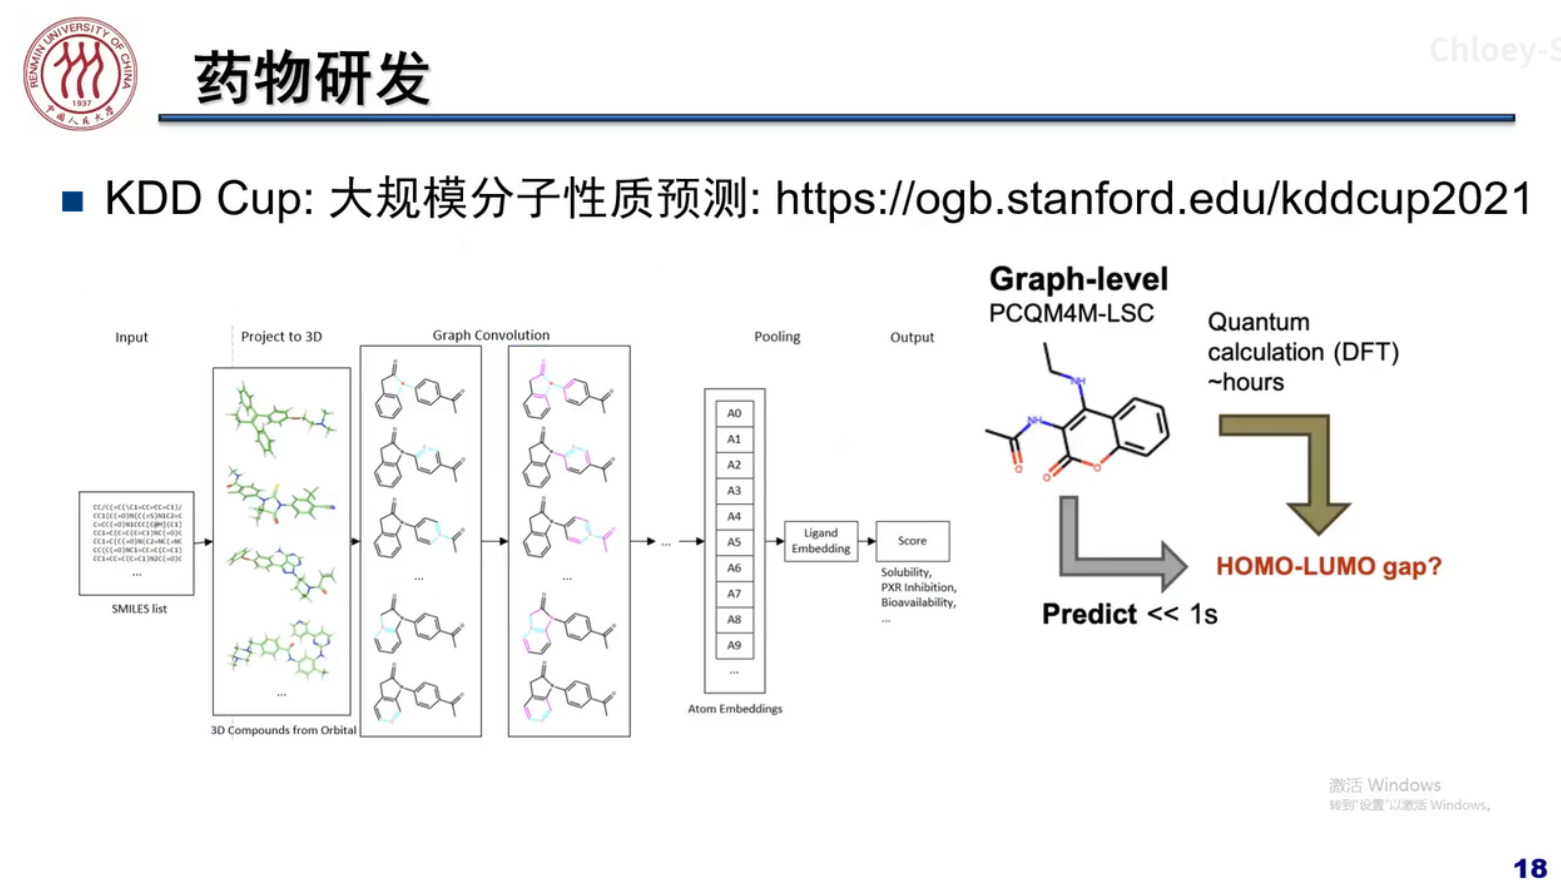 RENMIN UNIVERSITY OF CHINA
1937
中国人民大学
药物研发
Chloey-S
KDD Cup: 大规模分子性质预测: https://ogb.stanford.edu/kddcup2021
Input
Project to 3D
Graph Convolution
Pooling
Output
...
SMILES list
...
3D Compounds from Orbital
...
...
...
A0
A1
A2
A3
A4
A5
A6
A7
A8
A9
...
Atom Embeddings
Ligand
Embedding
Score
Solubility,
PXR Inhibition,
Bioavailability,
...
Graph-level
PCQM4M-LSC
NH
NH
O
O
O
Quantum
calculation (DFT)
~hours
HOMO-LUMO gap?
Predict << 1s
激活 Windows
转到"设置"以激活 Windows。
18